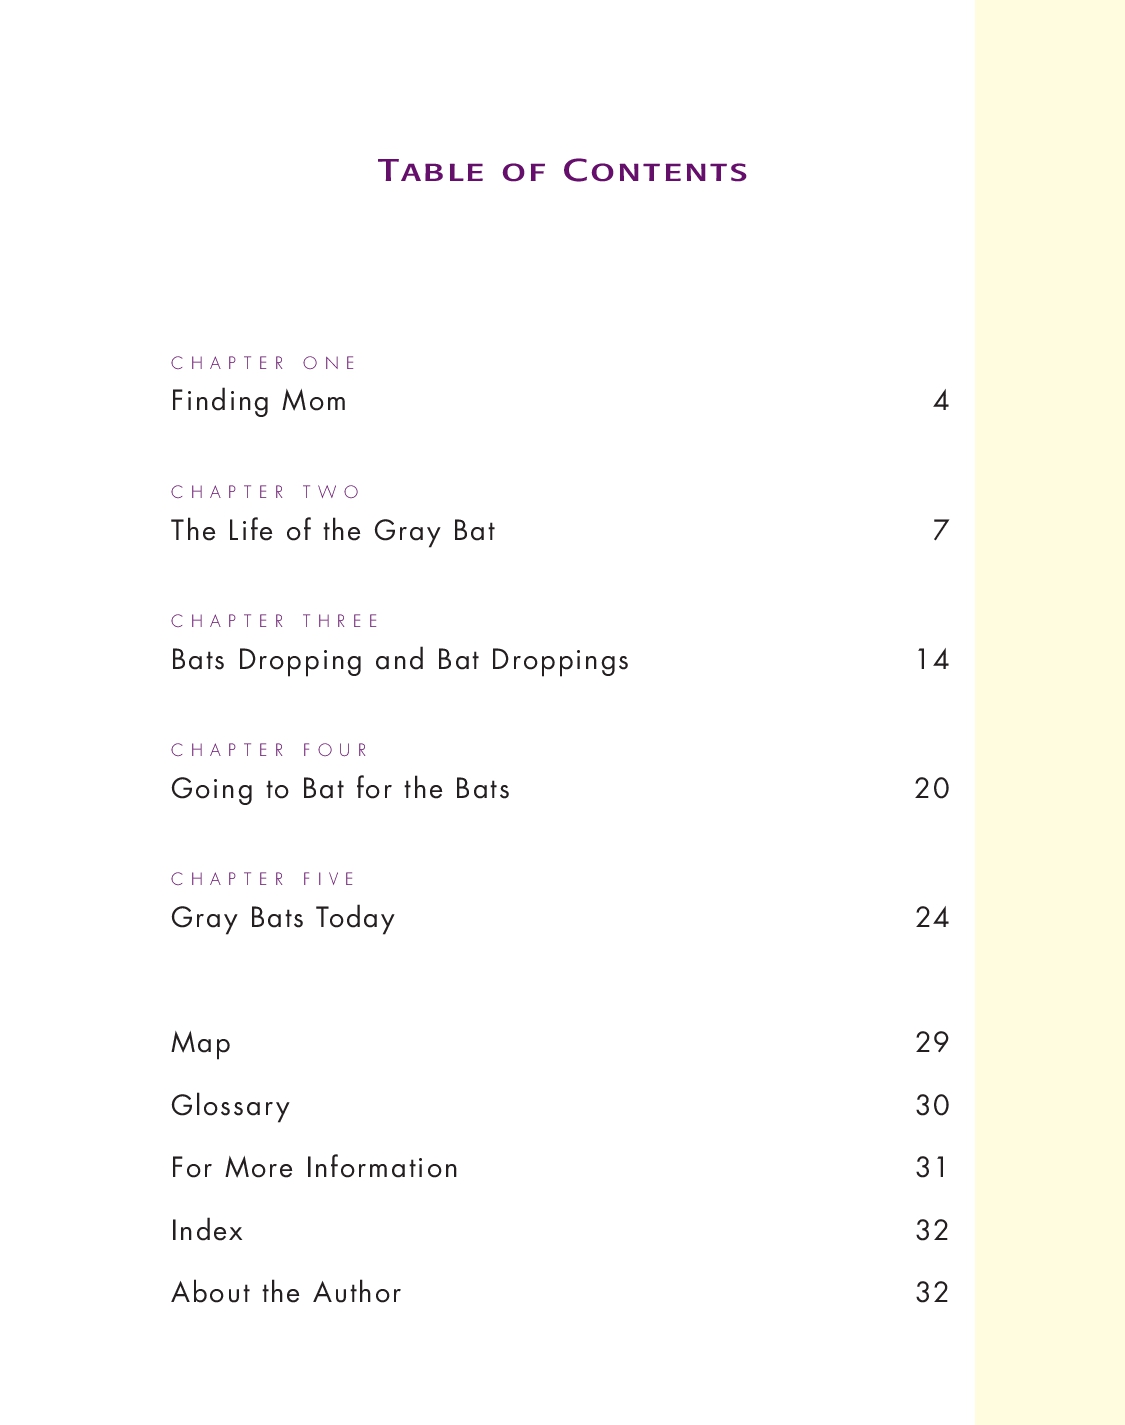 TABLE OF CONTENTS
CHAPTER ONE
Finding Mom 4
CHAPTER TWO
The Life of the Gray Bat 7
CHAPTER THREE
Bats Dropping and Bat Droppings 14
CHAPTER FOUR
Going to Bat for the Bats 20
CHAPTER FIVE
Gray Bats Today 24
Map 29
Glossary 30
For More Information 31
Index 32
About the Author 32